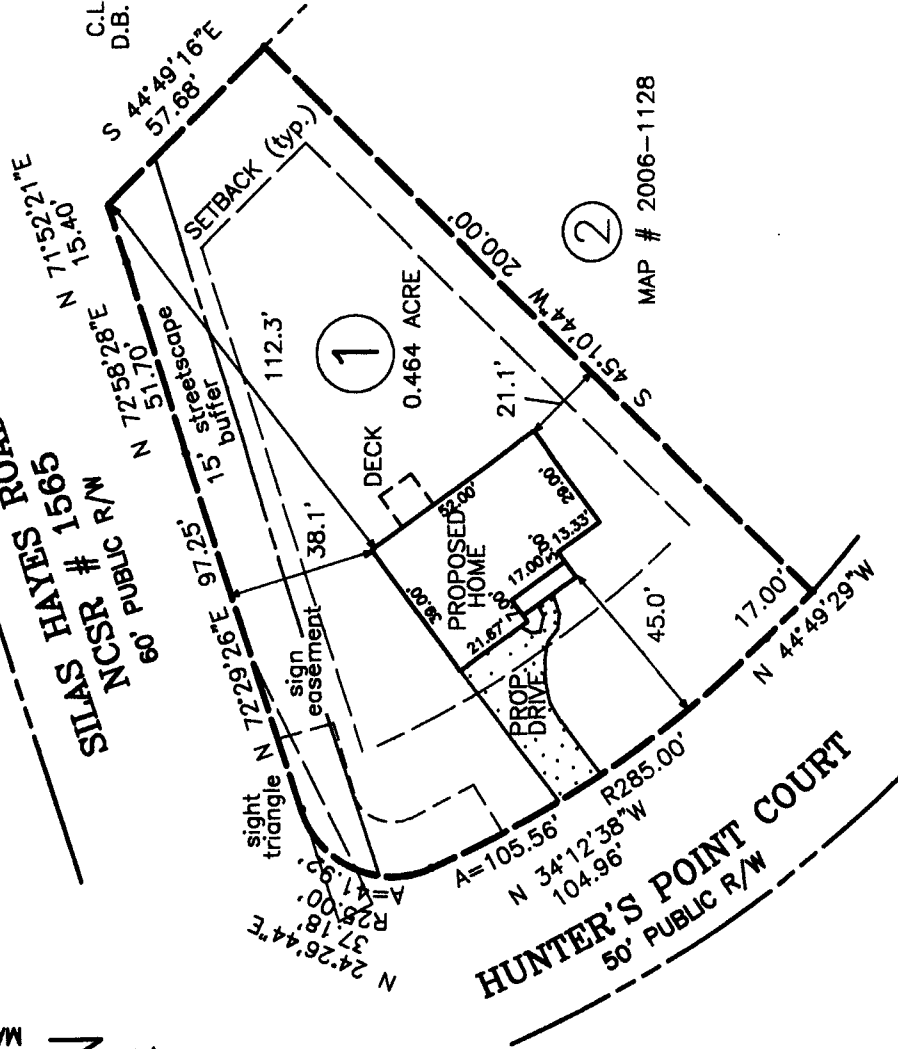 C.L
D.B.
S 44°49'16"E
57.68'
N 71°52'21"E
15.40'
N 72°58'28"E
51.70'
SILAS HAYES ROAD
NCSR # 1565
60' PUBLIC R/W
N 72°29'26"E 97.25'
15' streetscape
buffer
SETBACK (typ.)
112.3'
38.1'
1
0.464 ACRE
DECK
21.1'
200.00'
S 45°10'44"W
2
MAP # 2006-1128
sign
easement
sight
triangle
PROPOSED
HOME
52.00'
39.00'
29.00'
21.67'
17.00'
13.33'
PROP
DRIVE
45.0'
17.00'
N 44°49'29"W
R285.00'
A=105.56'
N 34°12'38"W
104.96'
A=41.92'
R25.00'
37.18'
N 24°26'44"E
HUNTER'S POINT COURT
50' PUBLIC R/W